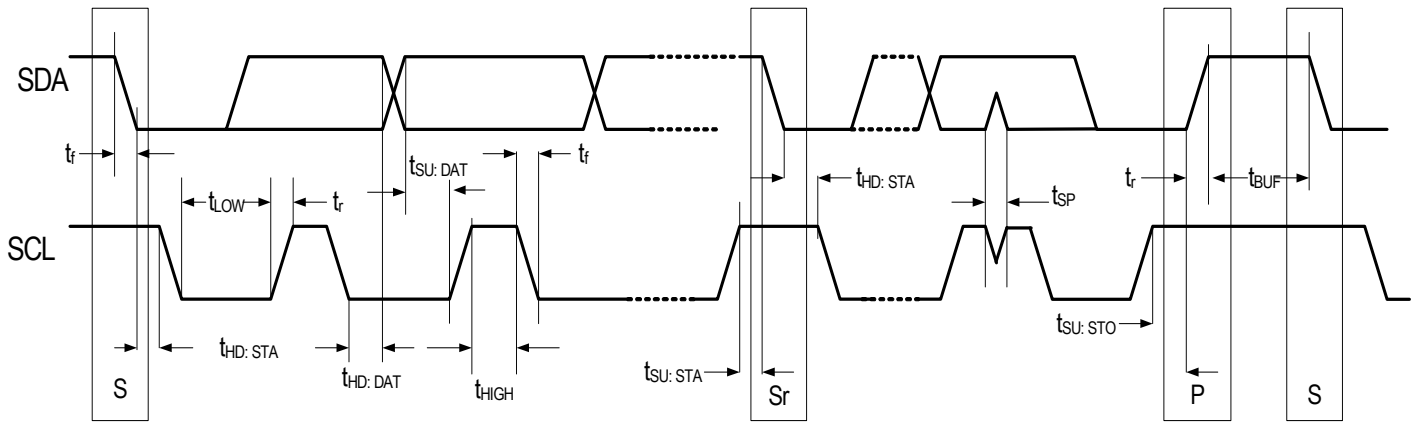 SDA
tf
tSU: DAT
tf
tHD: STA
tr
tBUF
tLOW
tr
tSP
SCL
tHD: STA
tHD: DAT
tHIGH
tSU: STA
tSU: STO
S
Sr
P
S